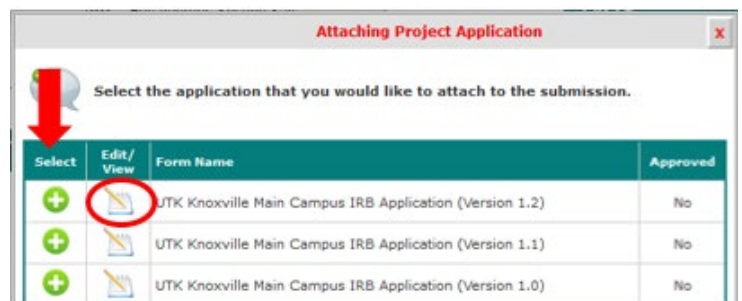 Attaching Project Application
x
Select the application that you would like to attach to the submission.
Select Edit/ View Form Name Approved
UTK Knoxville Main Campus IRB Application (Version 1.2) No
UTK Knoxville Main Campus IRB Application (Version 1.1) No
UTK Knoxville Main Campus IRB Application (Version 1.0) No